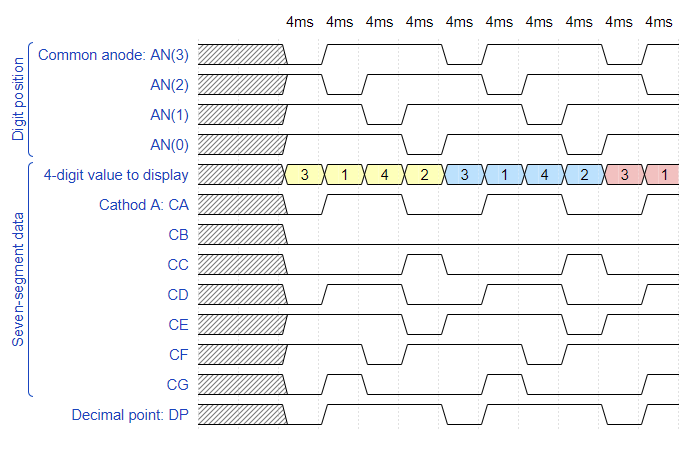 4ms 4ms 4ms 4ms 4ms 4ms 4ms 4ms 4ms 4ms
Digit position
Common anode: AN(3)
AN(2)
AN(1)
AN(0)
Seven-segment data
4-digit value to display 3 1 4 2 3 1 4 2 3 1
Cathod A: CA
CB
CC
CD
CE
CF
CG
Decimal point: DP